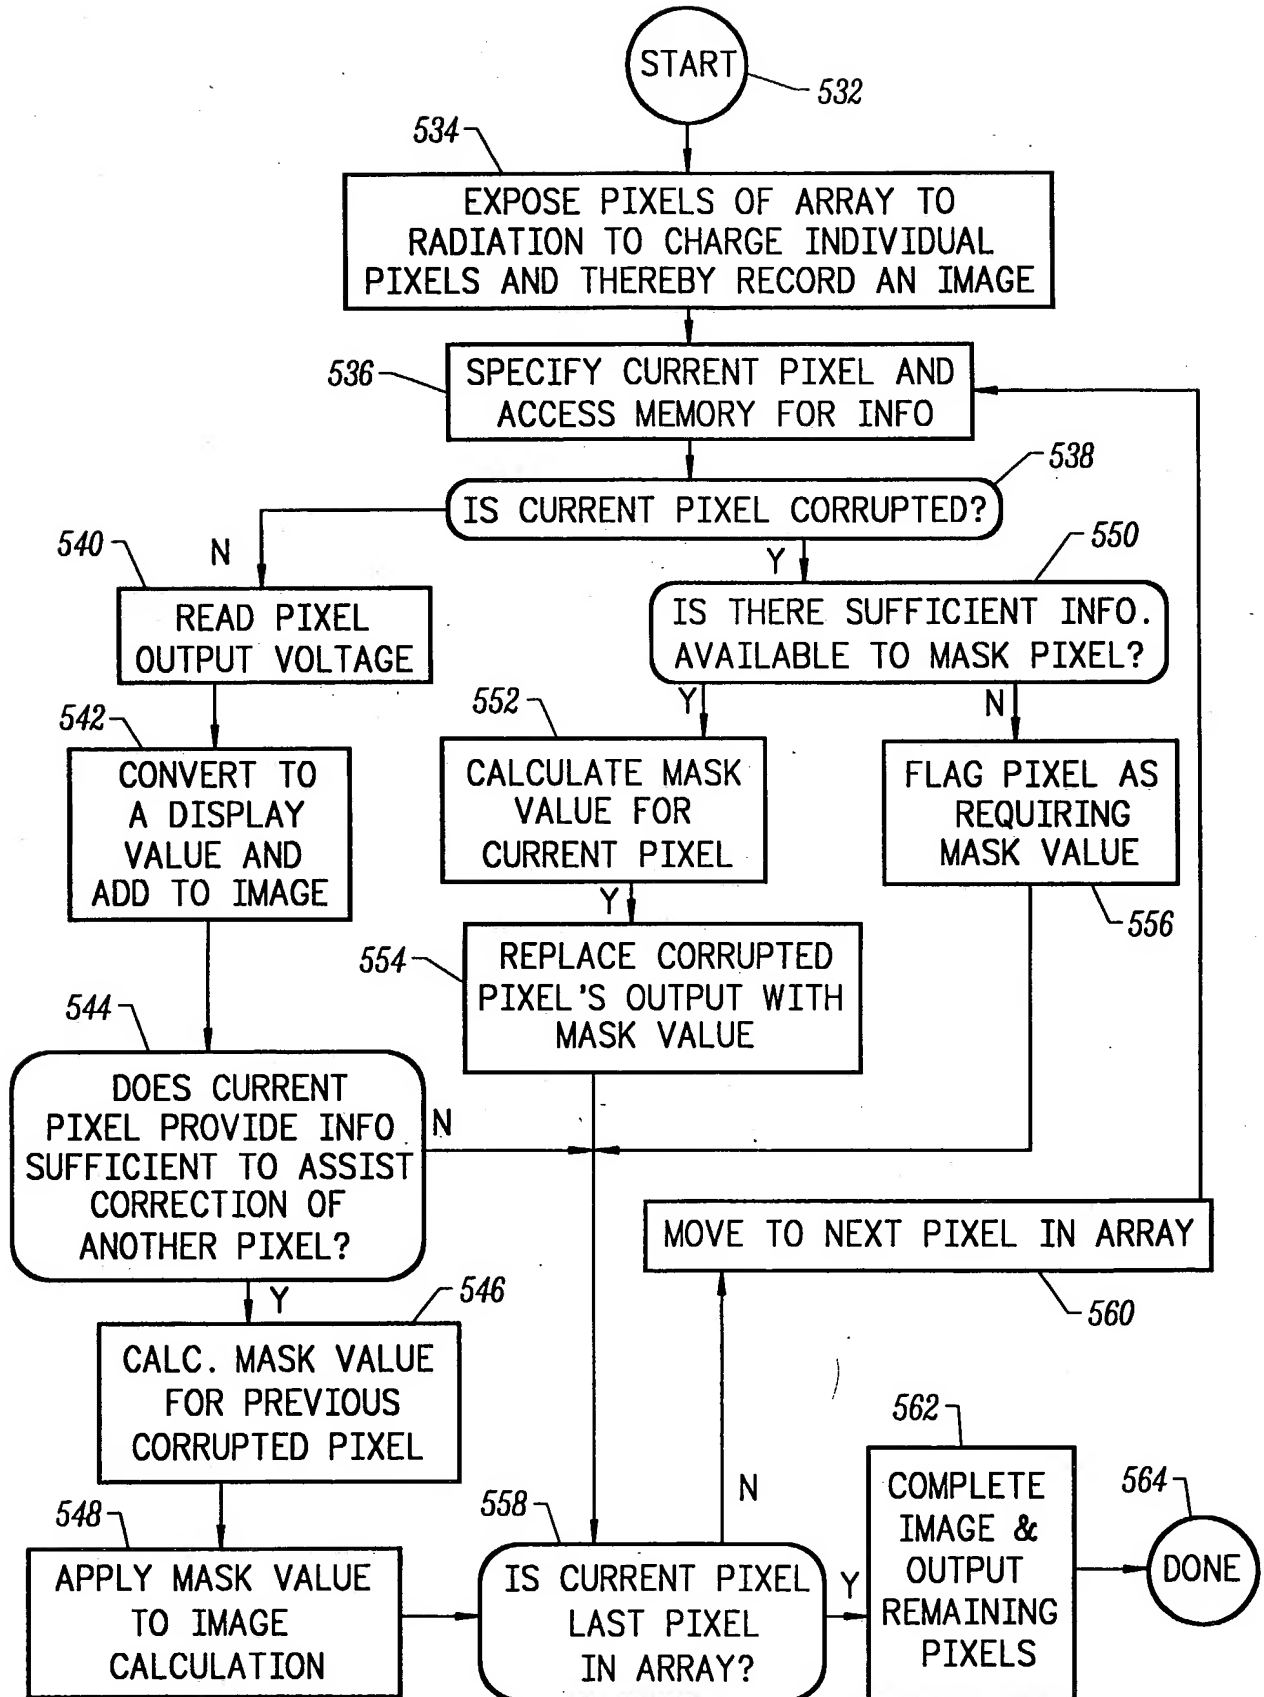 START
532
534
EXPOSE PIXELS OF ARRAY TO
RADIATION TO CHARGE INDIVIDUAL
PIXELS AND THEREBY RECORD AN IMAGE
536
SPECIFY CURRENT PIXEL AND
ACCESS MEMORY FOR INFO
538
IS CURRENT PIXEL CORRUPTED?
540
N
READ PIXEL
OUTPUT VOLTAGE
Y
550
IS THERE SUFFICIENT INFO.
AVAILABLE TO MASK PIXEL?
542
CONVERT TO
A DISPLAY
VALUE AND
ADD TO IMAGE
552
Y
CALCULATE MASK
VALUE FOR
CURRENT PIXEL
N
FLAG PIXEL AS
REQUIRING
MASK VALUE
556
Y
554
REPLACE CORRUPTED
PIXEL'S OUTPUT WITH
MASK VALUE
544
DOES CURRENT
PIXEL PROVIDE INFO
SUFFICIENT TO ASSIST
CORRECTION OF
ANOTHER PIXEL?
N
MOVE TO NEXT PIXEL IN ARRAY
560
Y
546
CALC. MASK VALUE
FOR PREVIOUS
CORRUPTED PIXEL
548
APPLY MASK VALUE
TO IMAGE
CALCULATION
558
N
IS CURRENT PIXEL
LAST PIXEL
IN ARRAY?
Y
562
COMPLETE
IMAGE &
OUTPUT
REMAINING
PIXELS
564
DONE